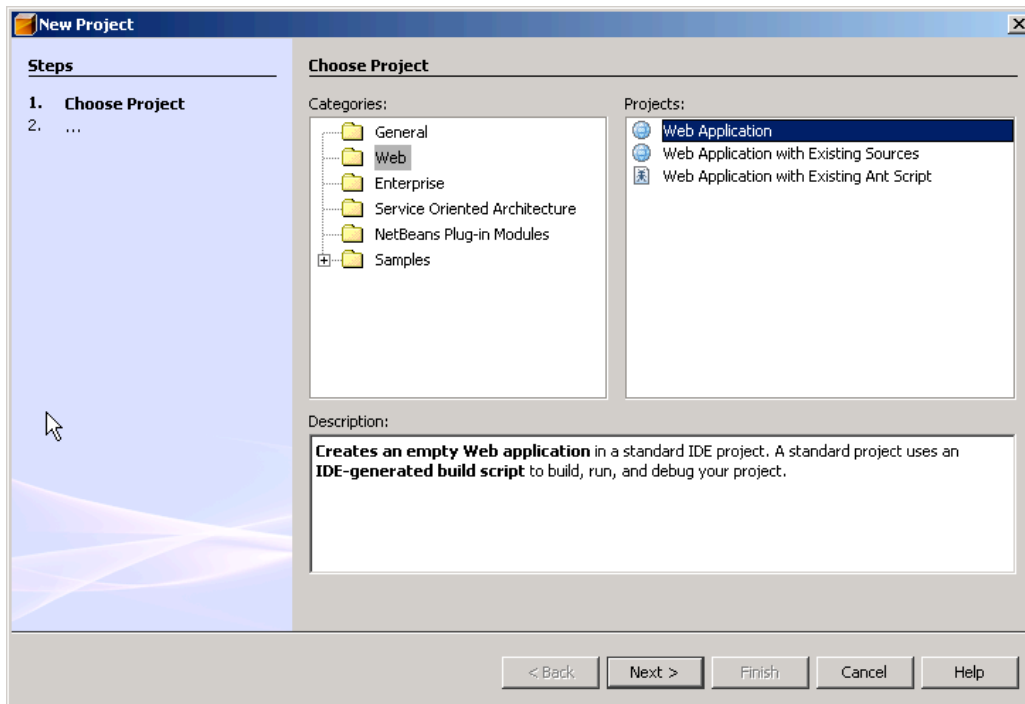 New Project
Steps
1. Choose Project
2. ...
Choose Project
Categories:
General
Web
Enterprise
Service Oriented Architecture
NetBeans Plug-in Modules
Samples
Projects:
Web Application
Web Application with Existing Sources
Web Application with Existing Ant Script
Description:
Creates an empty Web application in a standard IDE project. A standard project uses an
IDE-generated build script to build, run, and debug your project.
< Back
Next >
Finish
Cancel
Help